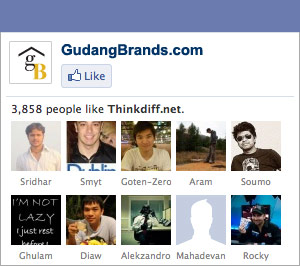 GudangBrands.com
gB
Like
3,858 people like Thinkdiff.net.
Dublin
Sridhar Smyt Goten-Zero Aram Soumo
I'M NOT
LAZY
I just rest
before I
Ghulam Diaw Alekzandro Mahadevan Rocky